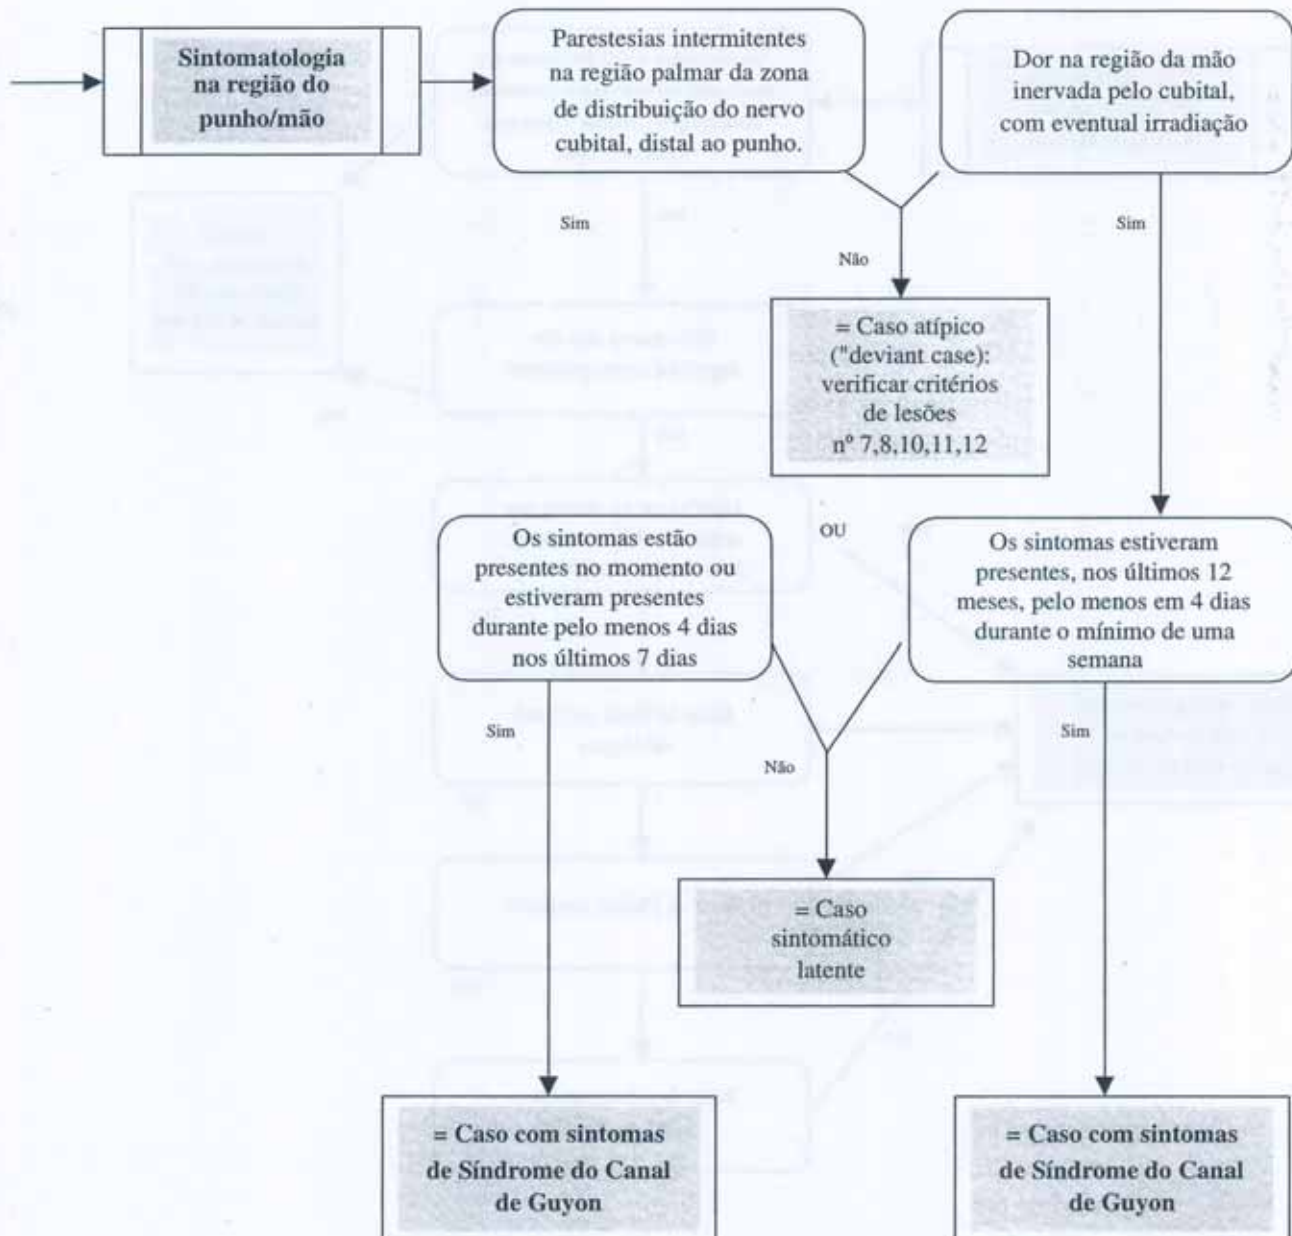 Sintomatologia
na região do
punho/mão
Parestesias intermitentes
na região palmar da zona
de distribuição do nervo
cubital, distal ao punho.
Dor na região da mão
inervada pelo cubital,
com eventual irradiação
Sim
Não
Sim
= Caso atípico
("deviant case):
verificar critérios
de lesões
nº 7,8,10,11,12
Os sintomas estão
presentes no momento ou
estiveram presentes
durante pelo menos 4 dias
nos últimos 7 dias
OU
Os sintomas estiveram
presentes, nos últimos 12
meses, pelo menos em 4 dias
durante o mínimo de uma
semana
Sim
Não
Sim
= Caso
sintomático
latente
= Caso com sintomas
de Síndrome do Canal
de Guyon
= Caso com sintomas
de Síndrome do Canal
de Guyon